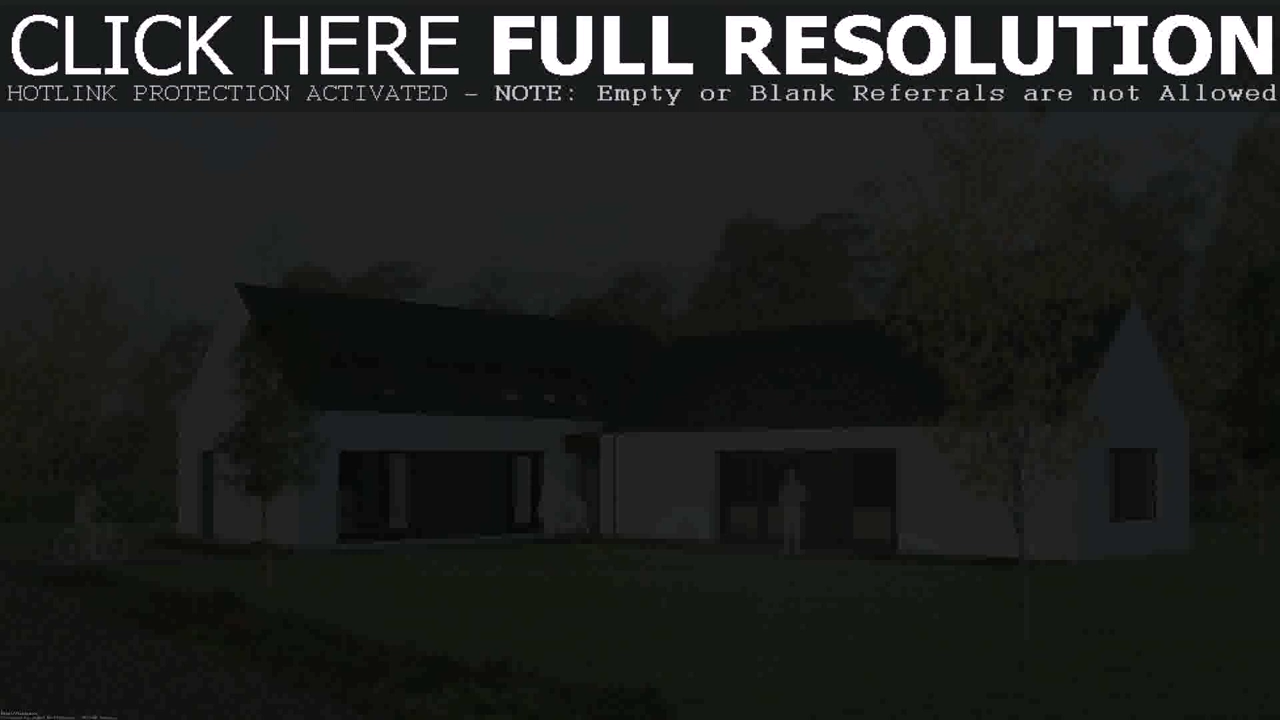 CLICK HERE FULL RESOLUTION
HOTLINK PROTECTION ACTIVATED - NOTE: Empty or Blank Referrals are not Allowed